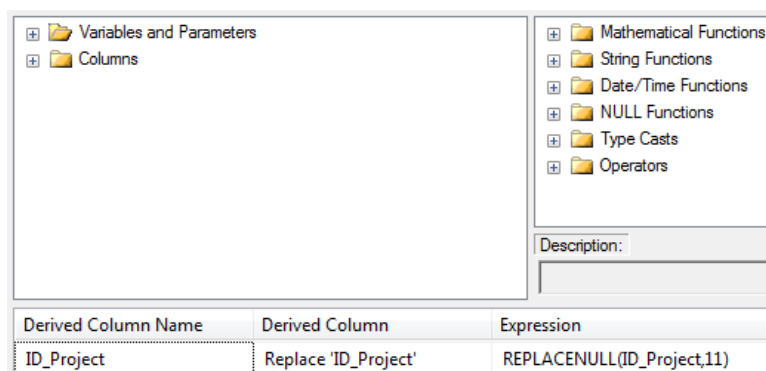 Variables and Parameters
Columns
Mathematical Functions
String Functions
Date/Time Functions
NULL Functions
Type Casts
Operators
Description:
Derived Column Name Derived Column Expression
ID_Project Replace 'ID_Project' REPLACENULL(ID_Project,11)